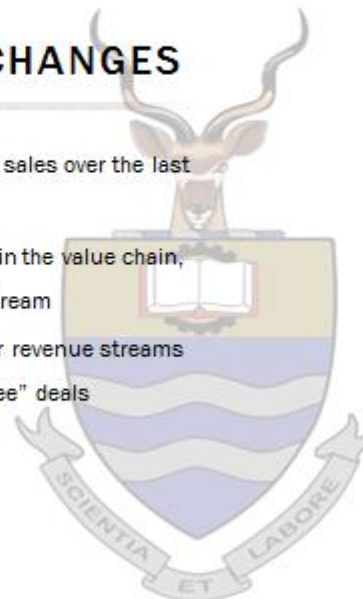 CHANGES
sales over the last
in the value chain,
ream
r revenue streams
ee” deals
SCIENTIA
ET
LABORE